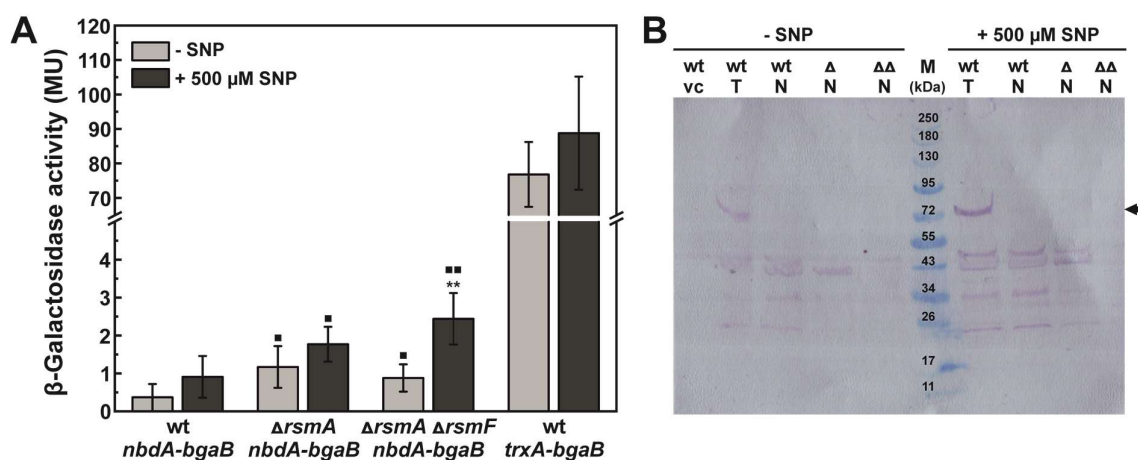 A
β-Galactosidase activity (MU)
120
110
100
90
80
70
4
3
2
1
0
- SNP
+ 500 µM SNP
**
wt
nbdA-bgaB
ΔrsmA
nbdA-bgaB
ΔrsmA ΔrsmF
nbdA-bgaB
wt
trxA-bgaB
B
- SNP
+ 500 µM SNP
wt wt wt Δ ΔΔ M wt wt Δ ΔΔ
vc T N N N (kDa) T N N N
250
180
130
95
72
55
43
34
26
17
11